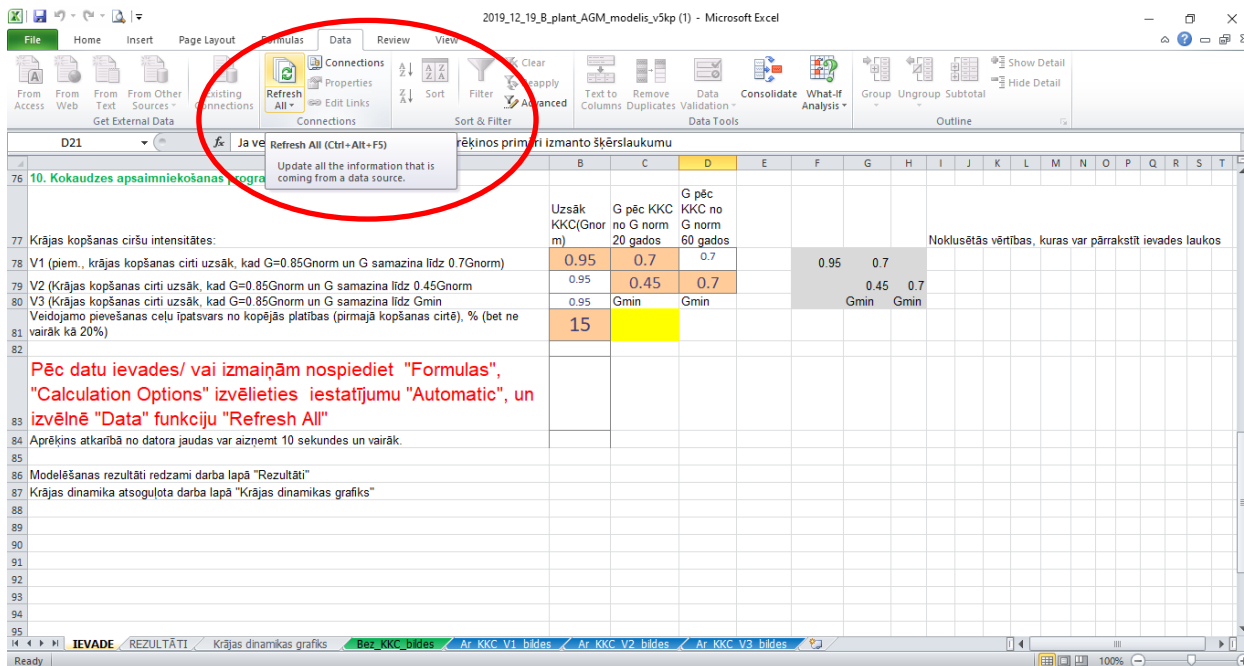 2019_12_19_B_plant_AGM_modelis_v5kp (1) - Microsoft Excel
File Home Insert Page Layout Formulas Data Review View
From Access From Web From Text From Other Sources Existing Connections
Get External Data
Refresh All Connections Properties Edit Links
Connections
Sort Filter Clear Reapply Advanced
Sort & Filter
Text to Columns Remove Duplicates Data Validation Consolidate What-If Analysis
Data Tools
Group Ungroup Subtotal Show Detail Hide Detail
Outline
D21 fx Ja ve rēķinos primāri izmanto šķērslaukumu
Refresh All (Ctrl+Alt+F5)
Update all the information that is
coming from a data source.
B C D E F G H I J K L M N O P Q R S T
76 10. Kokaudzes apsaimniekošanas progra
77 Krājas kopšanas ciršu intensitātes: Uzsāk KKC(Gnorm) G pēc KKC no G norm 20 gados G pēc KKC no G norm 60 gados Noklusētās vērtības, kuras var pārrakstīt ievades laukos
78 V1 (piem., krājas kopšanas cirti uzsāk, kad G=0.85Gnorm un G samazina līdz 0.7Gnorm) 0.95 0.7 0.7 0.95 0.7
79 V2 (Krājas kopšanas cirti uzsāk, kad G=0.85Gnorm un G samazina līdz 0.45Gnorm 0.95 0.45 0.7 0.45 0.7
80 V3 (Krājas kopšanas cirti uzsāk, kad G=0.85Gnorm un G samazina līdz Gmin 0.95 Gmin Gmin Gmin Gmin
Veidojamo pievešanas ceļu īpatsvars no kopējās platības (pirmajā kopšanas cirtē), % (bet ne
81 vairāk kā 20%) 15
82
Pēc datu ievades/ vai izmaiņām nospiediet "Formulas",
"Calculation Options" izvēlieties iestatījumu "Automatic", un
83 izvēlnē "Data" funkciju "Refresh All"
84 Aprēķins atkarībā no datora jaudas var aizņemt 10 sekundes un vairāk.
85
86 Modelēšanas rezultāti redzami darba lapā "Rezultāti"
87 Krājas dinamika atsoguļota darba lapā "Krājas dinamikas grafiks"
88
89
90
91
92
93
94
95
IEVADE REZULTĀTI Krājas dinamikas grafiks Bez_KKC_bildes Ar_KKC_V1_bildes Ar_KKC_V2_bildes Ar_KKC_V3_bildes
Ready 100%